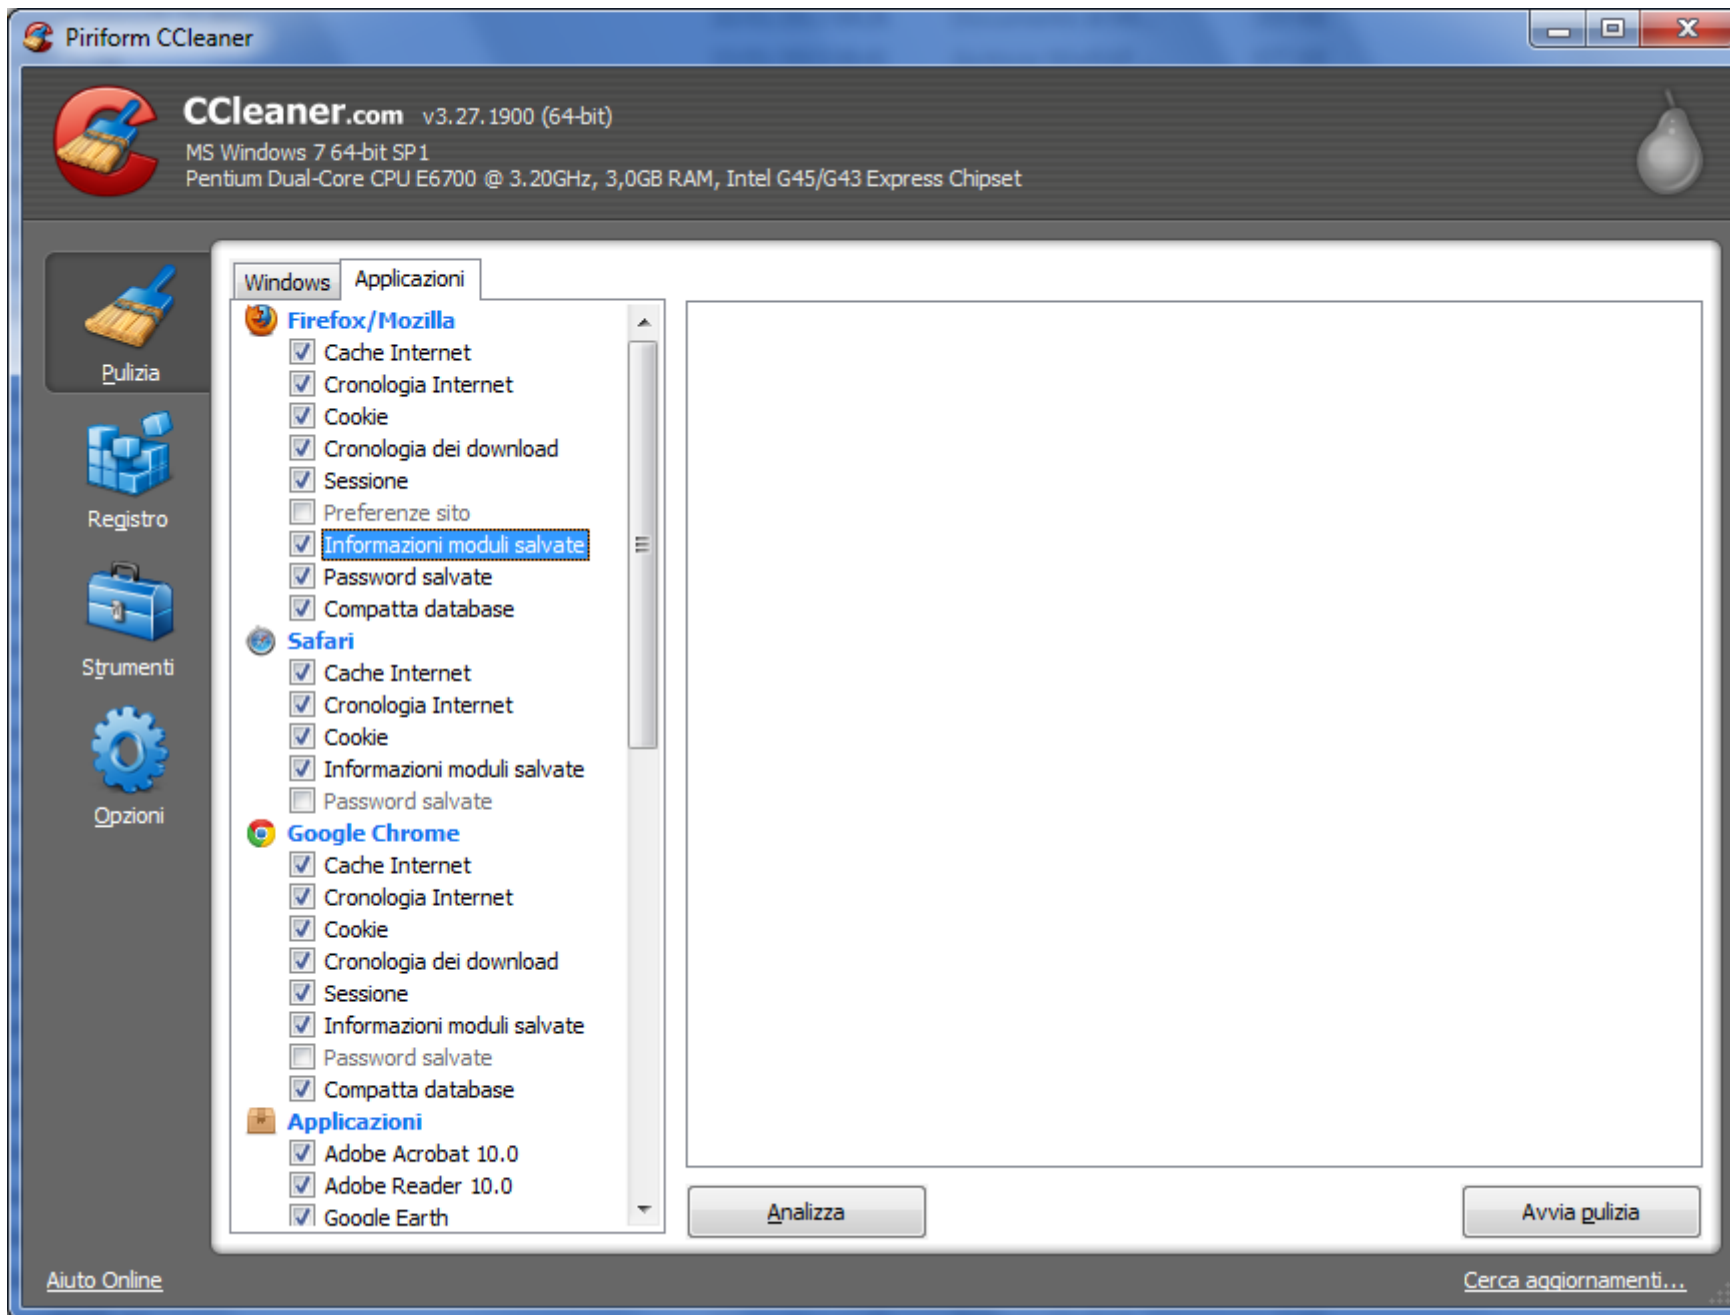 Piriform CCleaner
CCleaner.com v3.27.1900 (64-bit)
MS Windows 7 64-bit SP1
Pentium Dual-Core CPU E6700 @ 3.20GHz, 3,0GB RAM, Intel G45/G43 Express Chipset
Pulizia
Registro
Strumenti
Opzioni
Windows
Applicazioni
Firefox/Mozilla
Cache Internet
Cronologia Internet
Cookie
Cronologia dei download
Sessione
Preferenze sito
Informazioni moduli salvate
Password salvate
Compatta database
Safari
Cache Internet
Cronologia Internet
Cookie
Informazioni moduli salvate
Password salvate
Google Chrome
Cache Internet
Cronologia Internet
Cookie
Cronologia dei download
Sessione
Informazioni moduli salvate
Password salvate
Compatta database
Applicazioni
Adobe Acrobat 10.0
Adobe Reader 10.0
Google Earth
Analizza
Avvia pulizia
Aiuto Online
Cerca aggiornamenti...